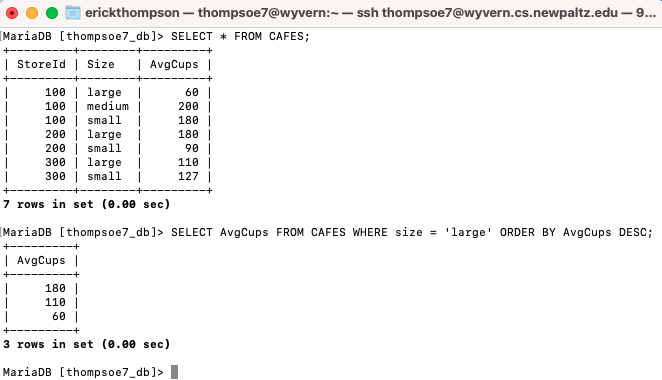 erickthompson — thompsoe7@wyvern:~ — ssh thompsoe7@wyvern.cs.newpaltz.edu — 9...
[MariaDB [thompsoe7_db]> SELECT * FROM CAFES;
+---------+--------+---------+
| StoreId | Size   | AvgCups |
+---------+--------+---------+
|     100 | large  |      60 |
|     100 | medium |     200 |
|     100 | small  |     180 |
|     200 | large  |     180 |
|     200 | small  |      90 |
|     300 | large  |     110 |
|     300 | small  |     127 |
+---------+--------+---------+
7 rows in set (0.00 sec)
[MariaDB [thompsoe7_db]> SELECT AvgCups FROM CAFES WHERE size = 'large' ORDER BY AvgCups DESC;
+---------+
| AvgCups |
+---------+
|     180 |
|     110 |
|      60 |
+---------+
3 rows in set (0.00 sec)
MariaDB [thompsoe7_db]>